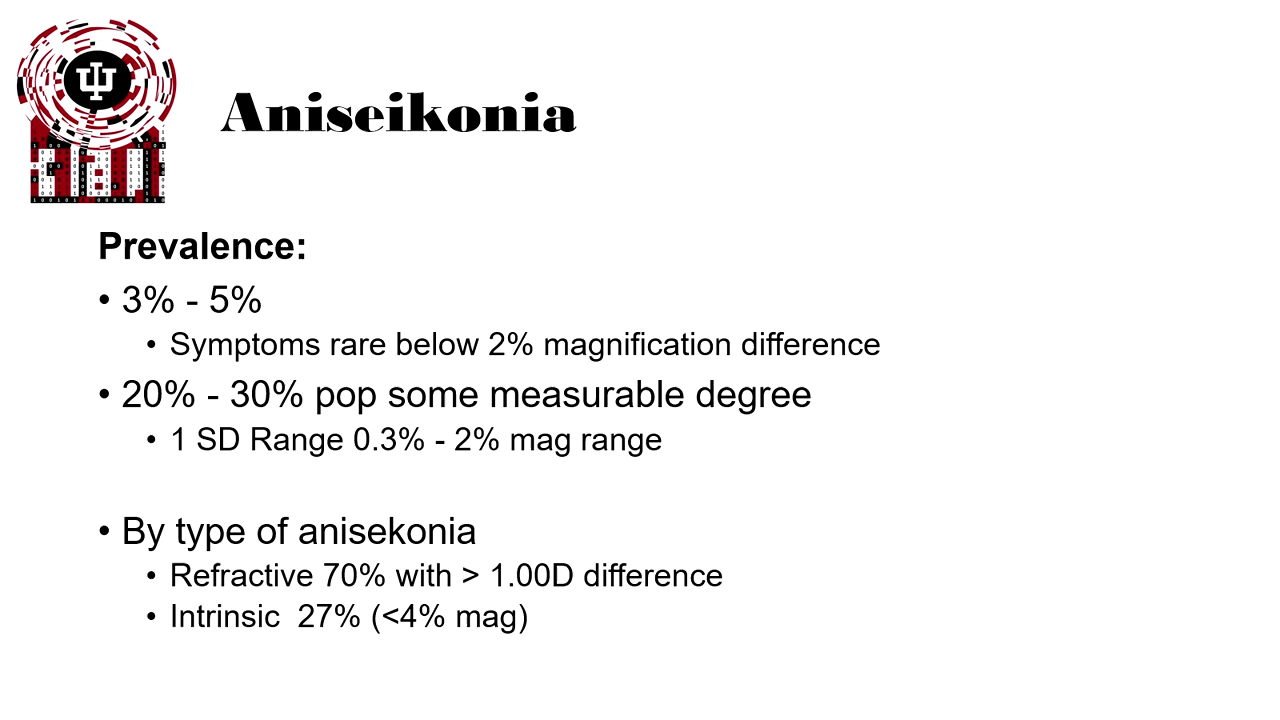 Aniseikonia
Prevalence:
• 3% - 5%
• Symptoms rare below 2% magnification difference
• 20% - 30% pop some measurable degree
• 1 SD Range 0.3% - 2% mag range
• By type of anisekonia
• Refractive 70% with > 1.00D difference
• Intrinsic  27% (<4% mag)